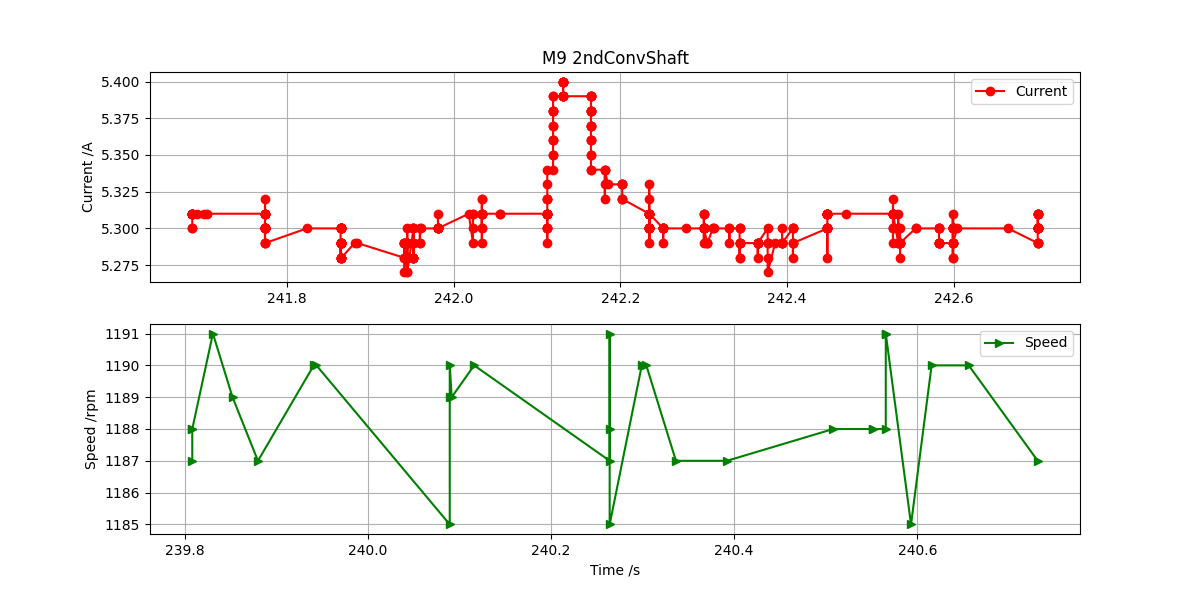 M9 2ndConvShaft
5.400
5.375
5.350
5.325
5.300
5.275
Current /A
Current
241.8 242.0 242.2 242.4 242.6
1191
1190
1189
1188
1187
1186
1185
Speed /rpm
Speed
239.8 240.0 240.2 240.4 240.6
Time /s